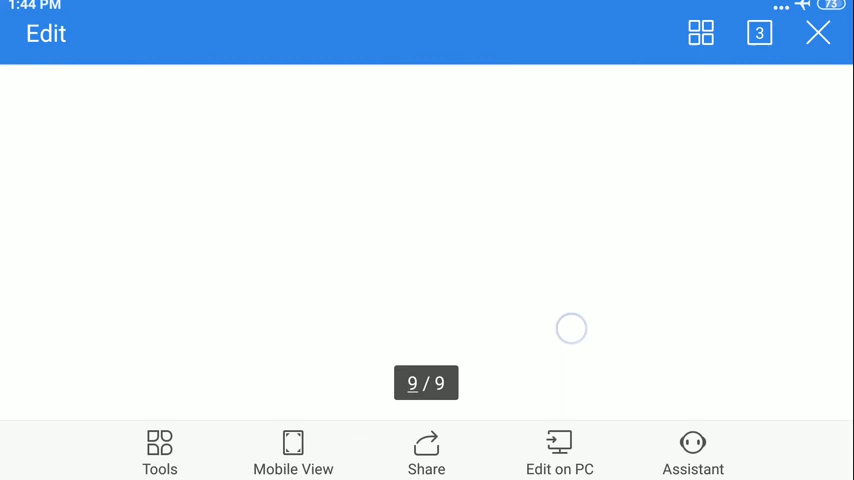 1:44 PM
73
Edit
3
9 / 9
Tools
Mobile View
Share
Edit on PC
Assistant